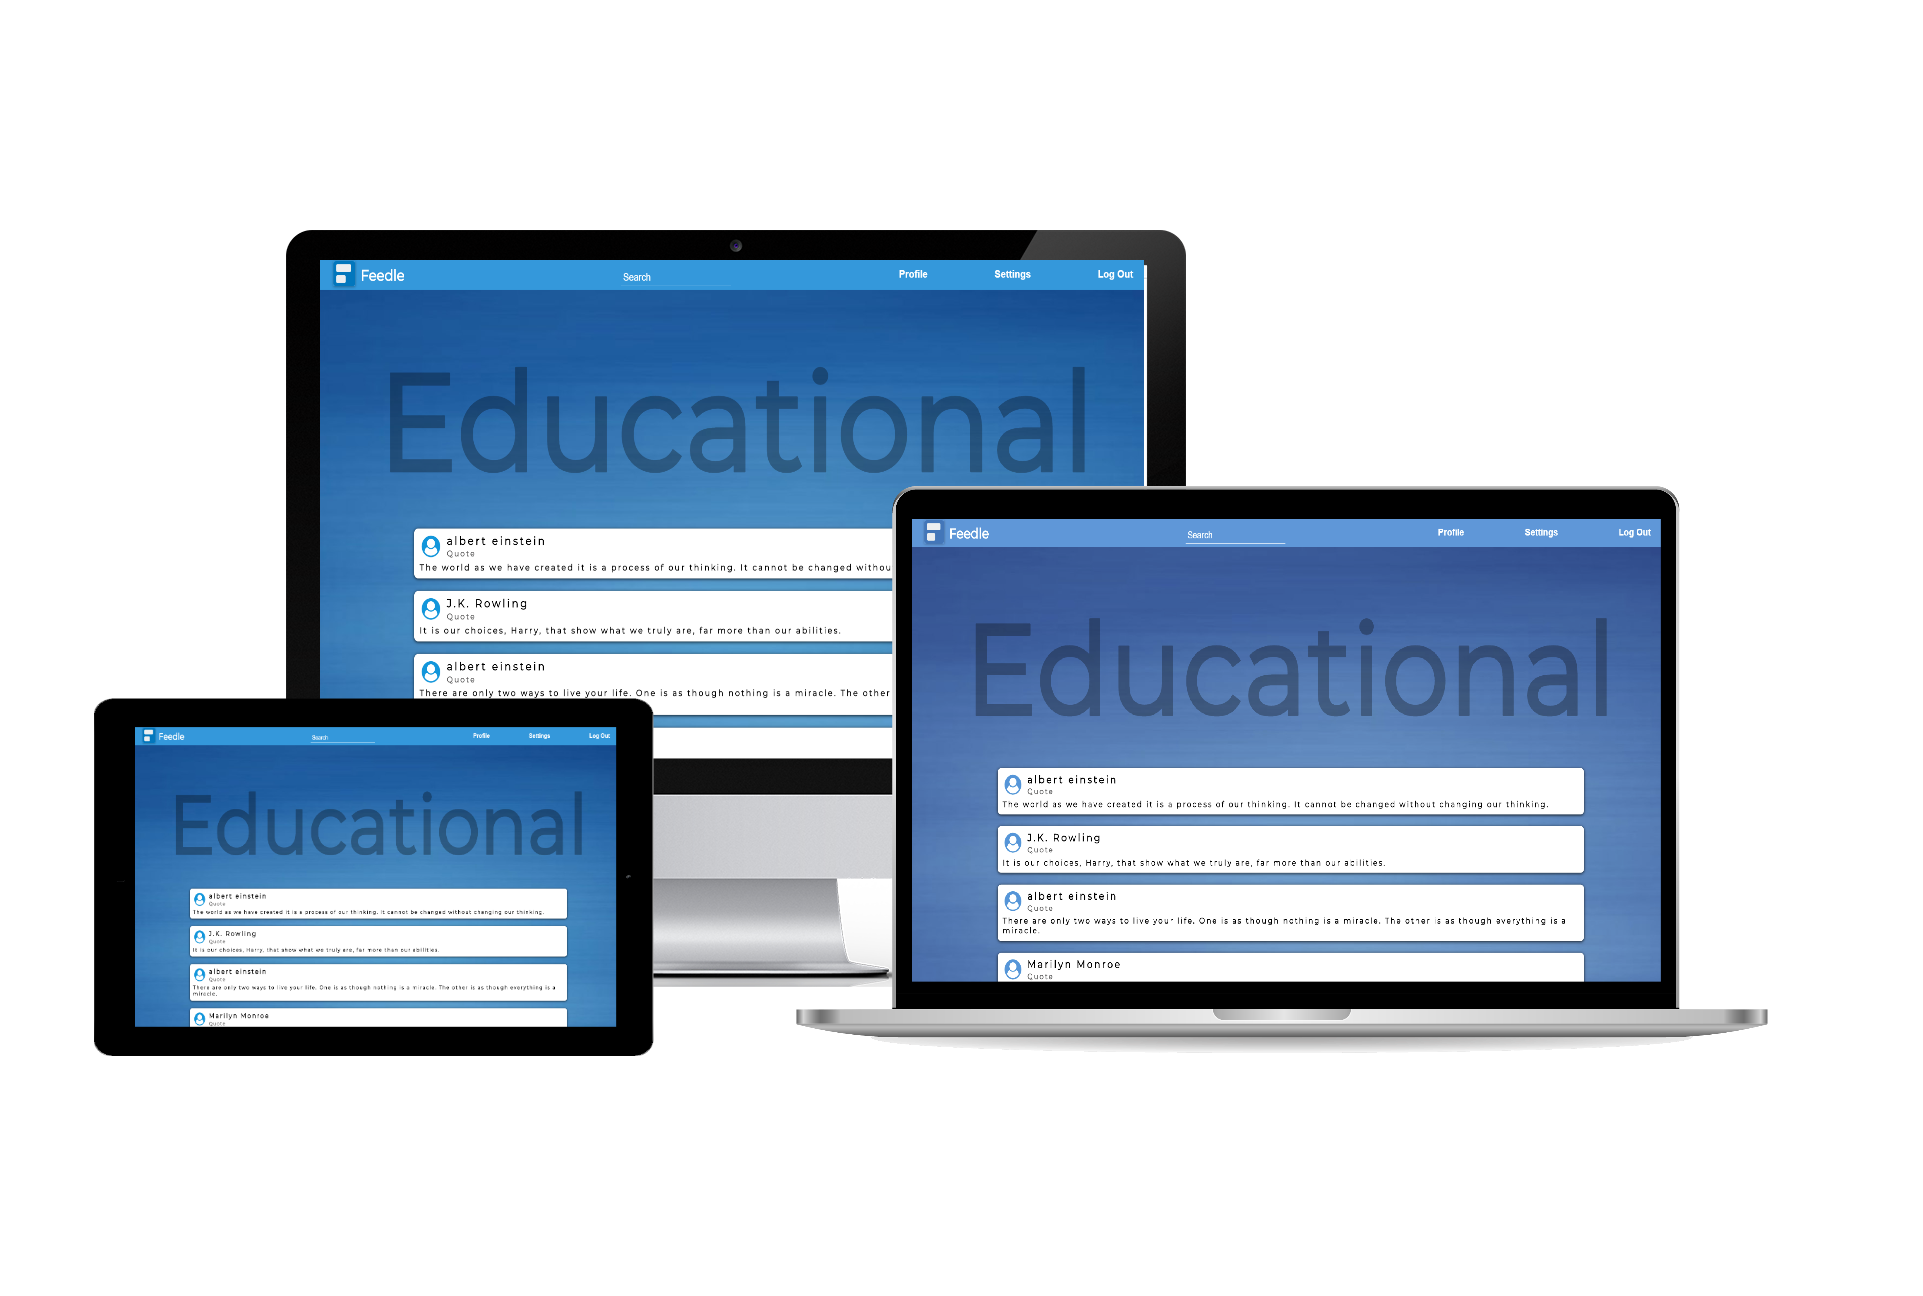 Feedle Search Profile Settings Log Out
Educational
albert einstein
Quote
The world as we have created it is a process of our thinking. It cannot be changed withou
J.K. Rowling
Quote
It is our choices, Harry, that show what we truly are, far more than our abilities.
albert einstein
Quote
There are only two ways to live your life. One is as though nothing is a miracle. The other
Feedle Search Profile Settings Log Out
Educational
albert einstein
Quote
The world as we have created it is a process of our thinking. It cannot be changed without changing our thinking.
J.K. Rowling
Quote
It is our choices, Harry, that show what we truly are, far more than our abilities.
albert einstein
Quote
There are only two ways to live your life. One is as though nothing is a miracle. The other is as though everything is a
miracle.
Marilyn Monroe
Quote
Feedle Search Profile Settings Log Out
Educational
albert einstein
Quote
The world as we have created it is a process of our thinking. It cannot be changed without changing our thinking.
J.K. Rowling
Quote
It is our choices, Harry, that show what we truly are, far more than our abilities.
albert einstein
Quote
There are only two ways to live your life. One is as though nothing is a miracle. The other is as though everything is a
miracle.
Marilyn Monroe
Quote